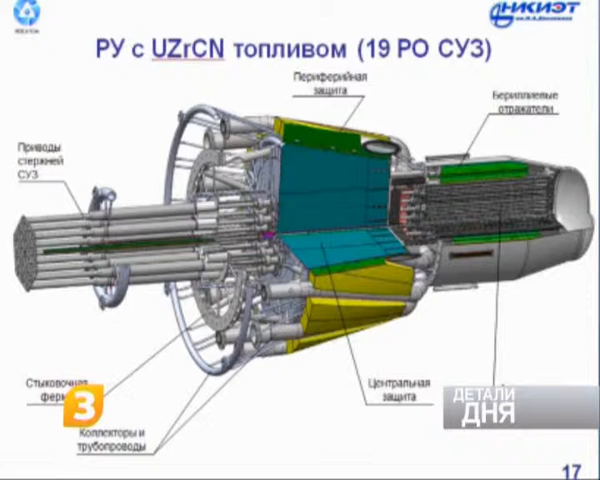 НИКИЭТ
РУ с UZrCN топливом (19 РО СУЗ)
Периферийная
защита
Бериллиевые
отражатели
Приводы
стержней
СУЗ
Стыковочная
Центральная
защита
Коллекторы и
трубопроводы
3
ДЕТАЛИ
ДНЯ
17